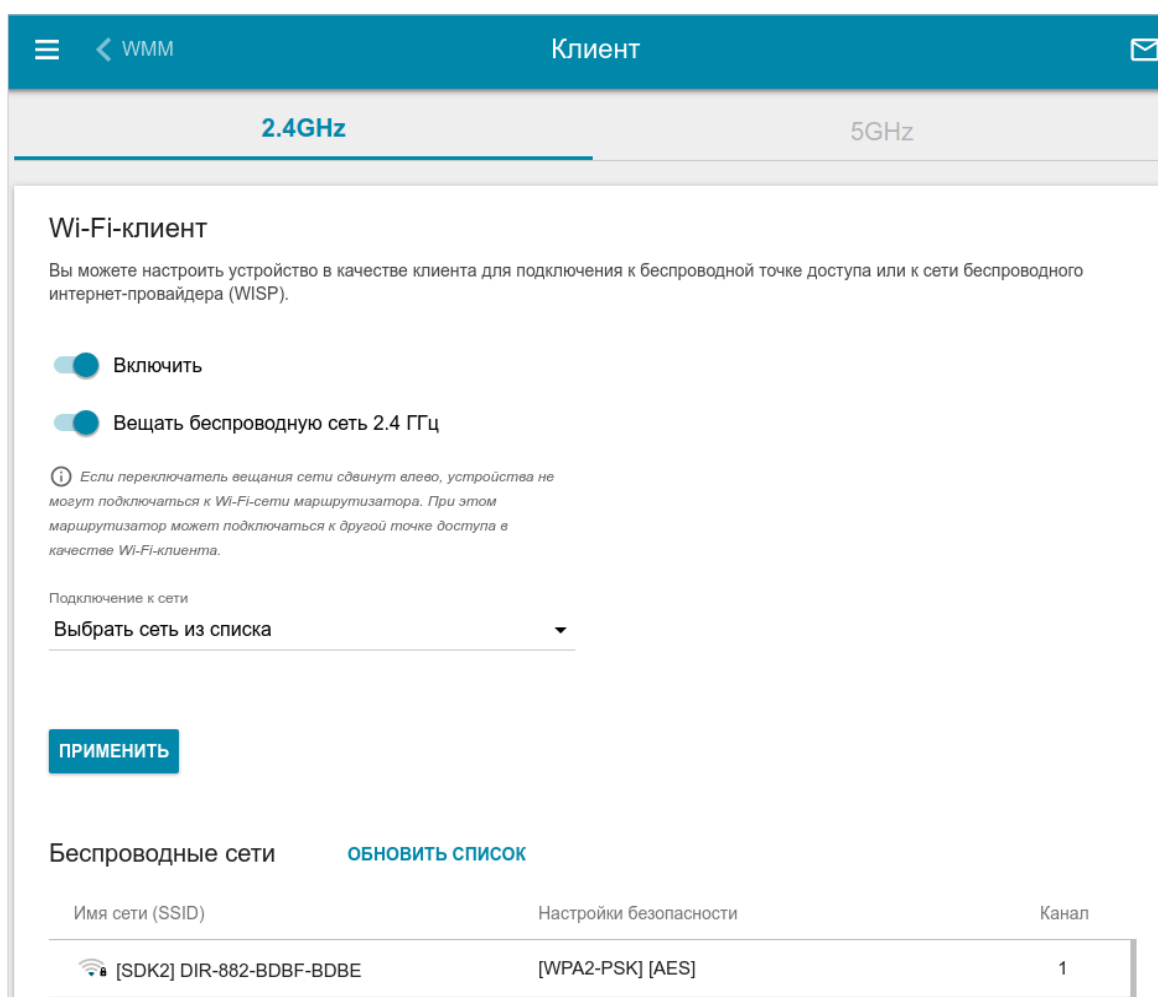 WMM
Клиент
2.4GHz
5GHz
Wi-Fi-клиент
Вы можете настроить устройство в качестве клиента для подключения к беспроводной точке доступа или к сети беспроводного
интернет-провайдера (WISP).
Включить
Вещать беспроводную сеть 2.4 ГГц
Если переключатель вещания сети сдвинут влево, устройства не
могут подключаться к Wi-Fi-сети маршрутизатора. При этом
маршрутизатор может подключаться к другой точке доступа в
качестве Wi-Fi-клиента.
Подключение к сети
Выбрать сеть из списка
ПРИМЕНИТЬ
Беспроводные сети ОБНОВИТЬ СПИСОК
Имя сети (SSID) Настройки безопасности Канал
[SDK2] DIR-882-BDBF-BDBE [WPA2-PSK] [AES] 1